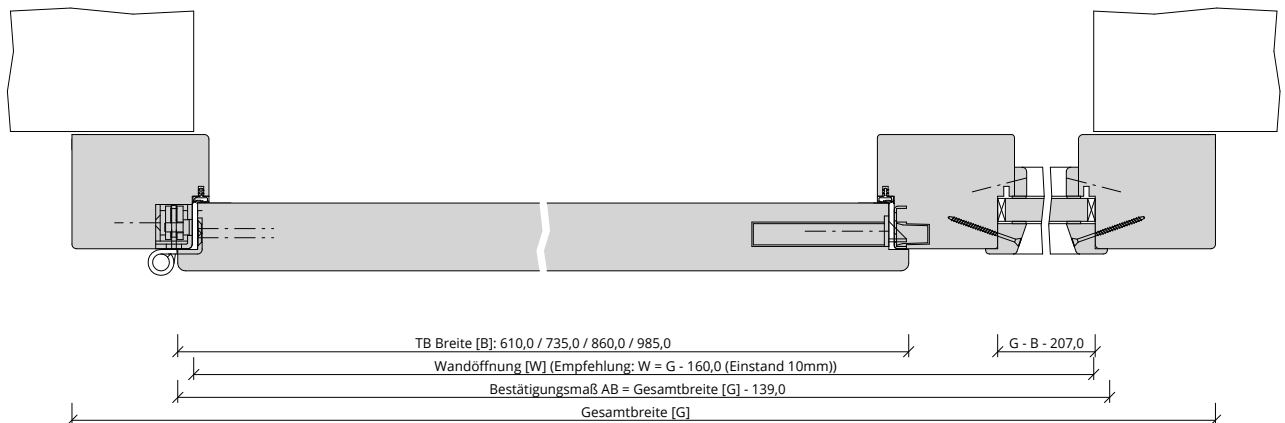 TB Breite [B]: 610,0 / 735,0 / 860,0 / 985,0
G - B - 207,0
Wandöffnung [W] (Empfehlung: W = G - 160,0 (Einstand 10mm))
Bestätigungsmaß AB = Gesamtbreite [G] - 139,0
Gesamtbreite [G]